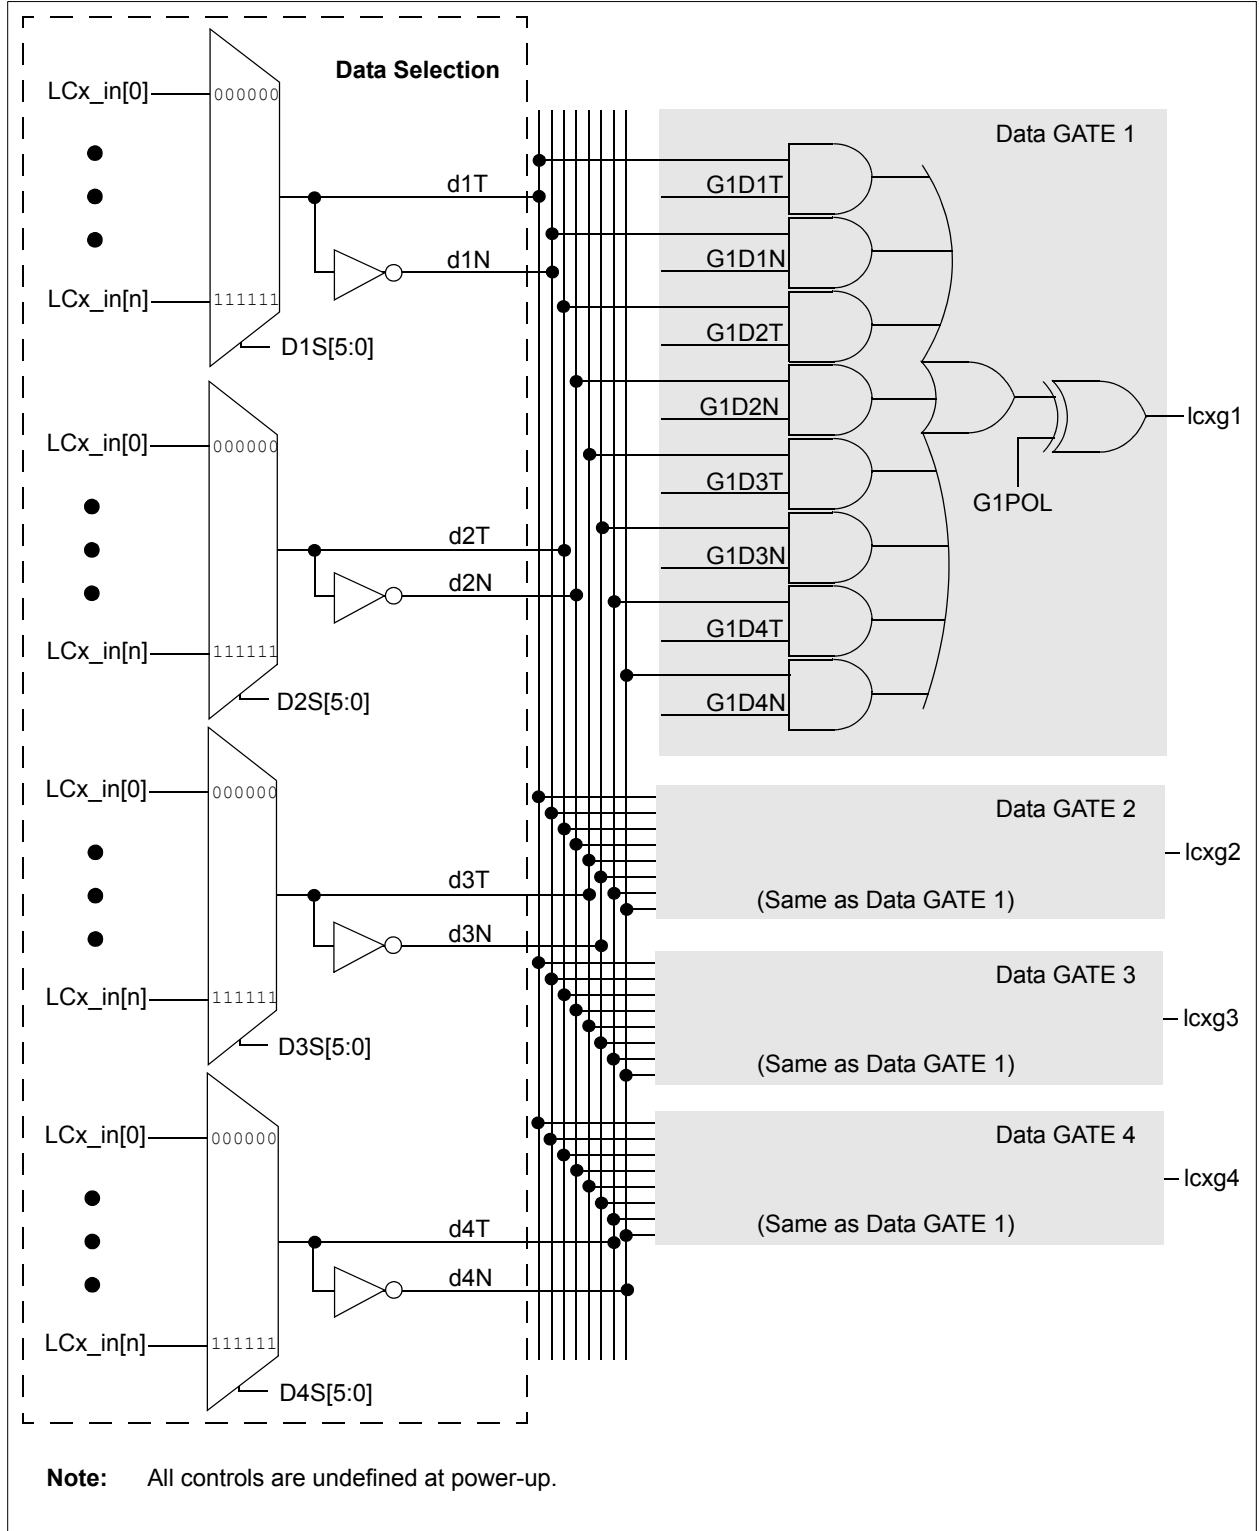 Data Selection
LCx_in[0]
000000
LCx_in[n]
111111
D1S[5:0]
d1T
d1N
LCx_in[0]
000000
LCx_in[n]
111111
D2S[5:0]
d2T
d2N
LCx_in[0]
000000
LCx_in[n]
111111
D3S[5:0]
d3T
d3N
LCx_in[0]
000000
LCx_in[n]
111111
D4S[5:0]
d4T
d4N
Data GATE 1
G1D1T
G1D1N
G1D2T
G1D2N
G1D3T
G1D3N
G1D4T
G1D4N
G1POL
lcxg1
Data GATE 2
(Same as Data GATE 1)
lcxg2
Data GATE 3
(Same as Data GATE 1)
lcxg3
Data GATE 4
(Same as Data GATE 1)
lcxg4
Note: All controls are undefined at power-up.